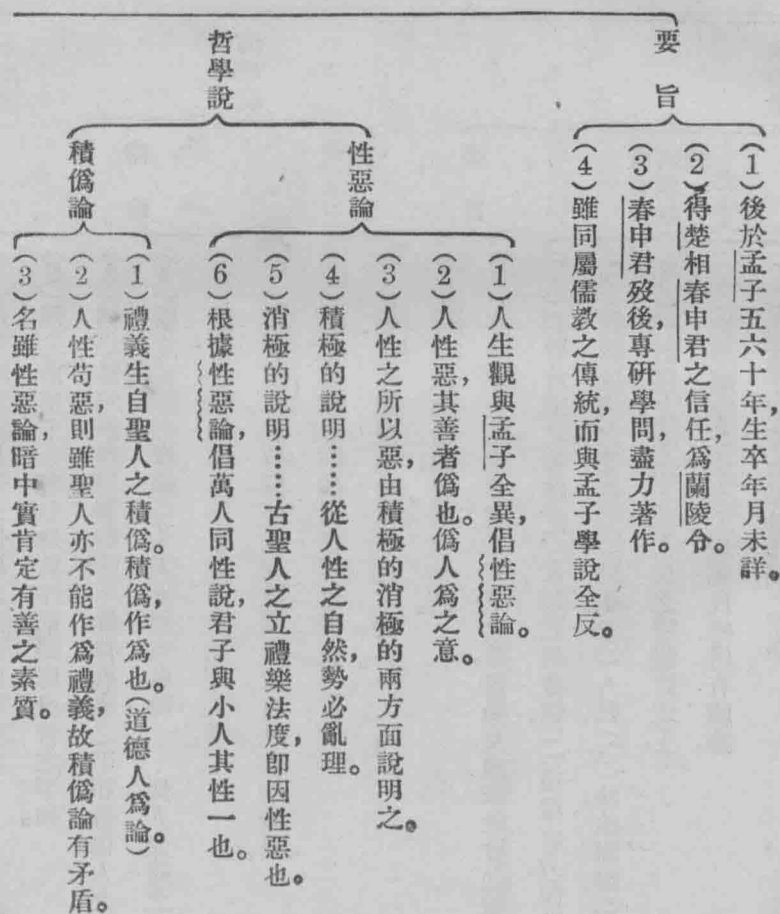 要旨
(1)後於孟子五六十年,生卒年月未詳。
(2)得楚相春申君之信任,爲蘭陵令。
(3)春申君歿後,專研學問,盡力著作。
(4)雖同屬儒教之傳統,而與孟子學說全反。
哲學說
性惡論
(1)人生觀與孟子全異,倡性惡論。
(2)人性惡,其善者僞也。僞人爲之意。
(3)人性之所以惡,由積極的消極的兩方面說明之。
(4)積極的說明……從人性之自然,勢必亂理。
(5)消極的說明……古聖人之立禮樂法度,卽因性惡也。
(6)根據性惡論,倡萬人同性說,君子與小人其性一也。
積僞論
(1)禮義生自聖人之積僞。積僞,作爲也。(道德人爲論。)
(2)人性苟惡,則雖聖人亦不能作爲禮義,故積僞論有矛盾。
(3)名雖性惡論,暗中實肯定有善之素質。